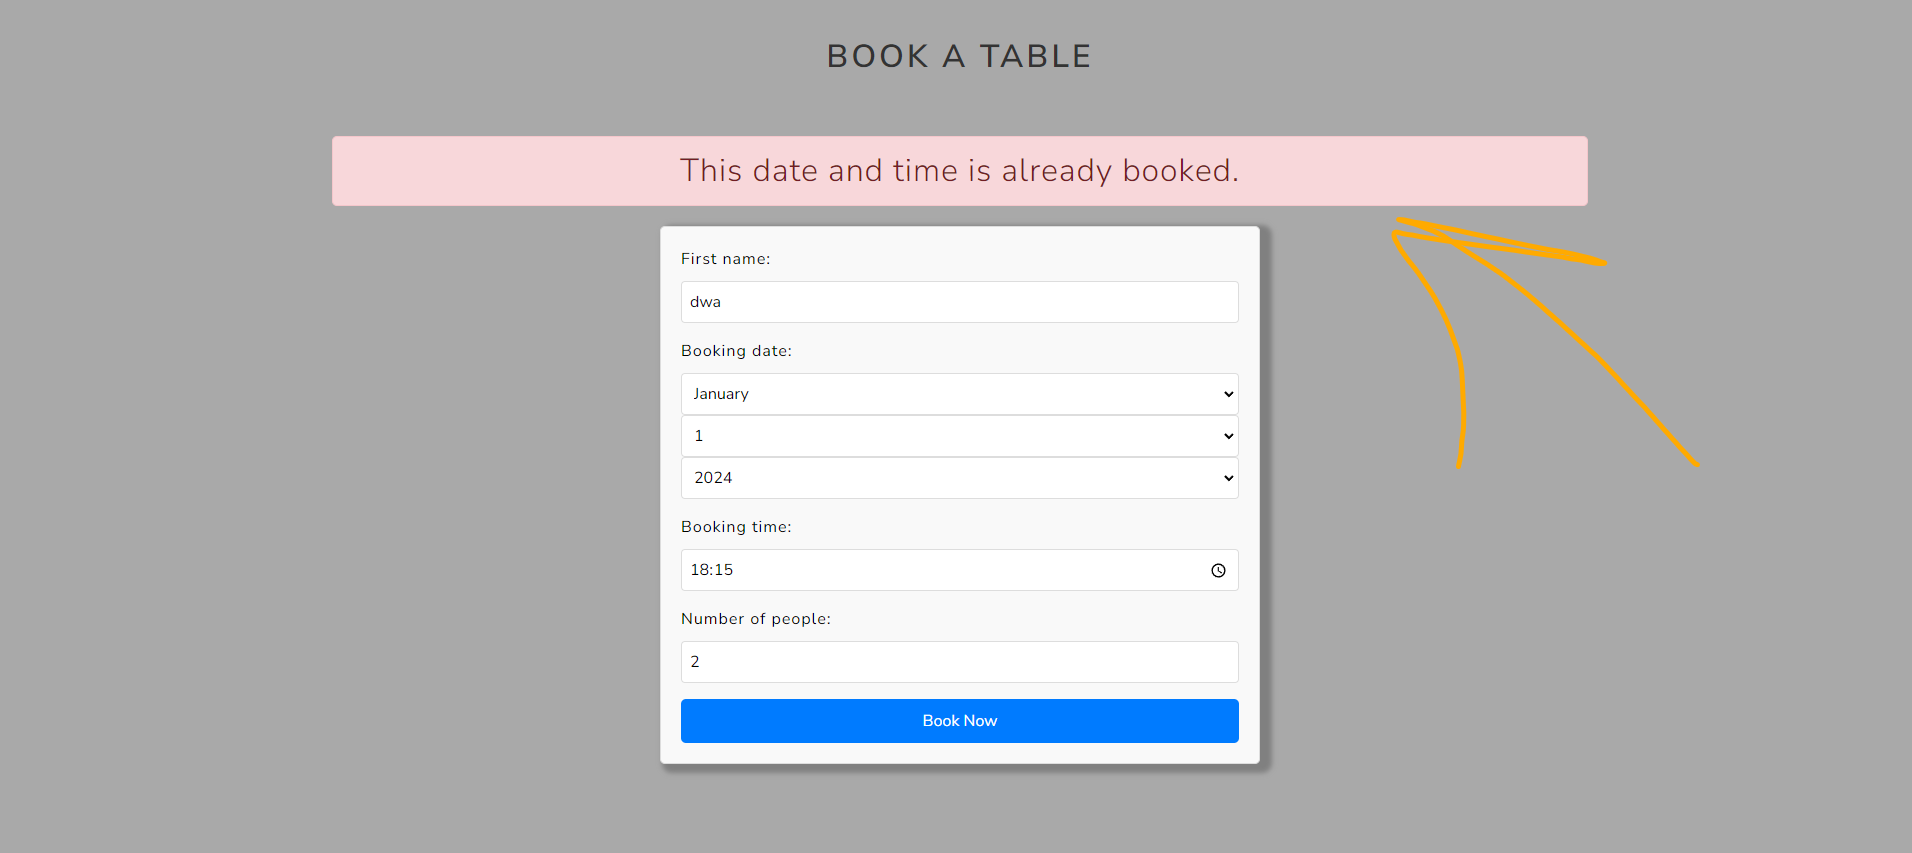 BOOK A TABLE
This date and time is already booked.
First name:
dwa
Booking date:
January
1
2024
Booking time:
18:15
Number of people:
2
Book Now